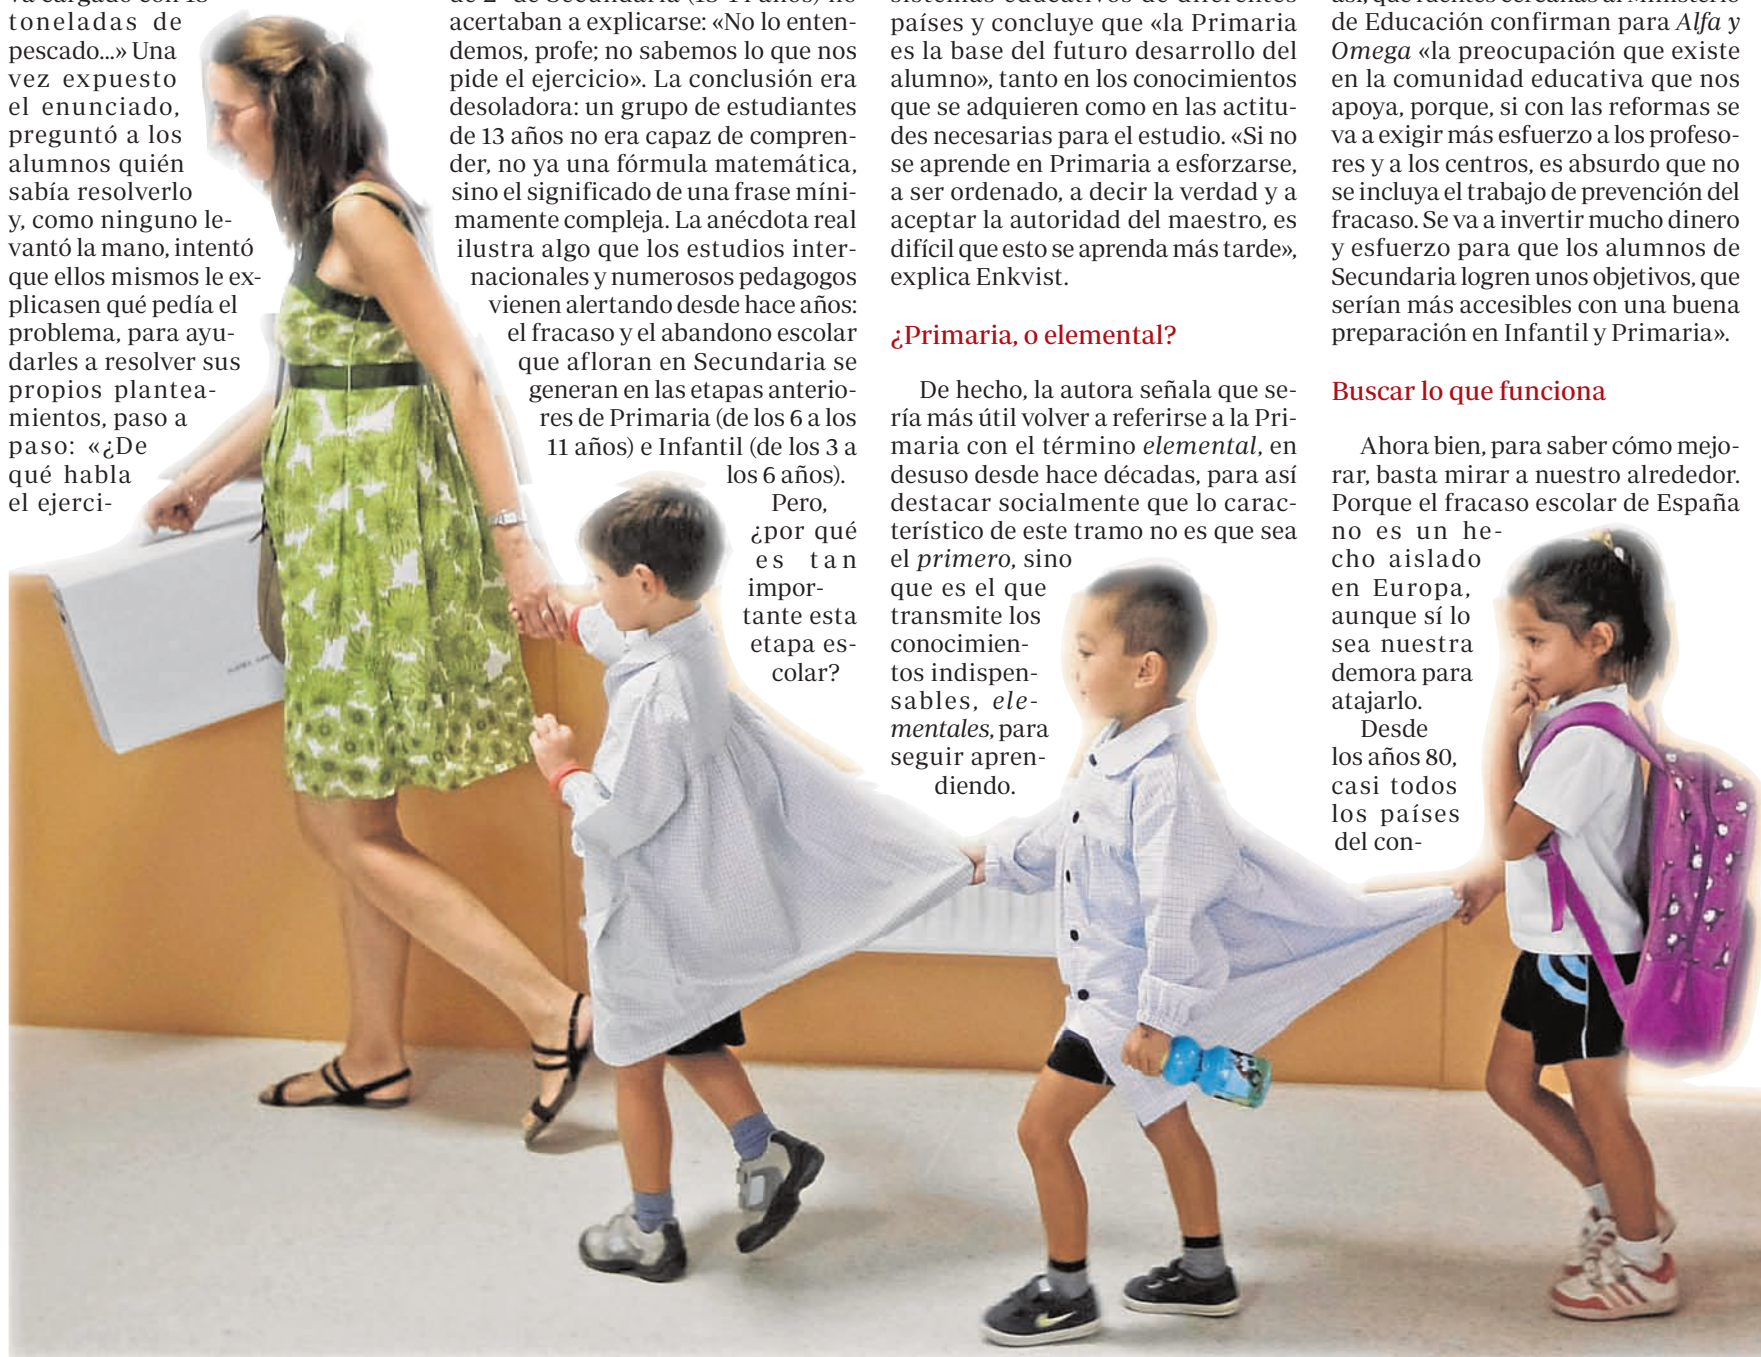 toneladas de
pescado...» Una
vez expuesto
el enunciado,
preguntó a los
alumnos quién
sabía resolverlo
y, como ninguno le-
vantó la mano, intentó
que ellos mismos le ex-
plicasen qué pedía el
problema, para ayu-
darles a resolver sus
propios plantea-
mientos, paso a
paso: «¿De
qué habla
el ejerci-
acertaban a explicarse: «No lo enten-
demos, profe; no sabemos lo que nos
pide el ejercicio». La conclusión era
desoladora: un grupo de estudiantes
de 13 años no era capaz de compren-
der, no ya una fórmula matemática,
sino el significado de una frase míni-
mamente compleja. La anécdota real
ilustra algo que los estudios inter-
nacionales y numerosos pedagogos
vienen alertando desde hace años:
el fracaso y el abandono escolar
que afloran en Secundaria se
generan en las etapas anterio-
res de Primaria (de los 6 a los
11 años) e Infantil (de los 3 a
los 6 años).
Pero,
¿por qué
es tan
impor-
tante esta
etapa es-
colar?
países y concluye que «la Primaria
es la base del futuro desarrollo del
alumno», tanto en los conocimientos
que se adquieren como en las actitu-
des necesarias para el estudio. «Si no
se aprende en Primaria a esforzarse,
a ser ordenado, a decir la verdad y a
aceptar la autoridad del maestro, es
difícil que esto se aprenda más tarde»,
explica Enkvist.
¿Primaria, o elemental?
De hecho, la autora señala que se-
ría más útil volver a referirse a la Pri-
maria con el término elemental, en
desuso desde hace décadas, para así
destacar socialmente que lo carac-
terístico de este tramo no es que sea
el primero, sino
que es el que
transmite los
conocimien-
tos indispen-
sables, ele-
mentales, para
seguir apren-
diendo.
de Educación confirman para Alfa y
Omega «la preocupación que existe
en la comunidad educativa que nos
apoya, porque, si con las reformas se
va a exigir más esfuerzo a los profeso-
res y a los centros, es absurdo que no
se incluya el trabajo de prevención del
fracaso. Se va a invertir mucho dinero
y esfuerzo para que los alumnos de
Secundaria logren unos objetivos, que
serían más accesibles con una buena
preparación en Infantil y Primaria».
Buscar lo que funciona
Ahora bien, para saber cómo mejo-
rar, basta mirar a nuestro alrededor.
Porque el fracaso escolar de España
no es un he-
cho aislado
en Europa,
aunque sí lo
sea nuestra
demora para
atajarlo.
Desde
los años 80,
casi todos
los países
del con-